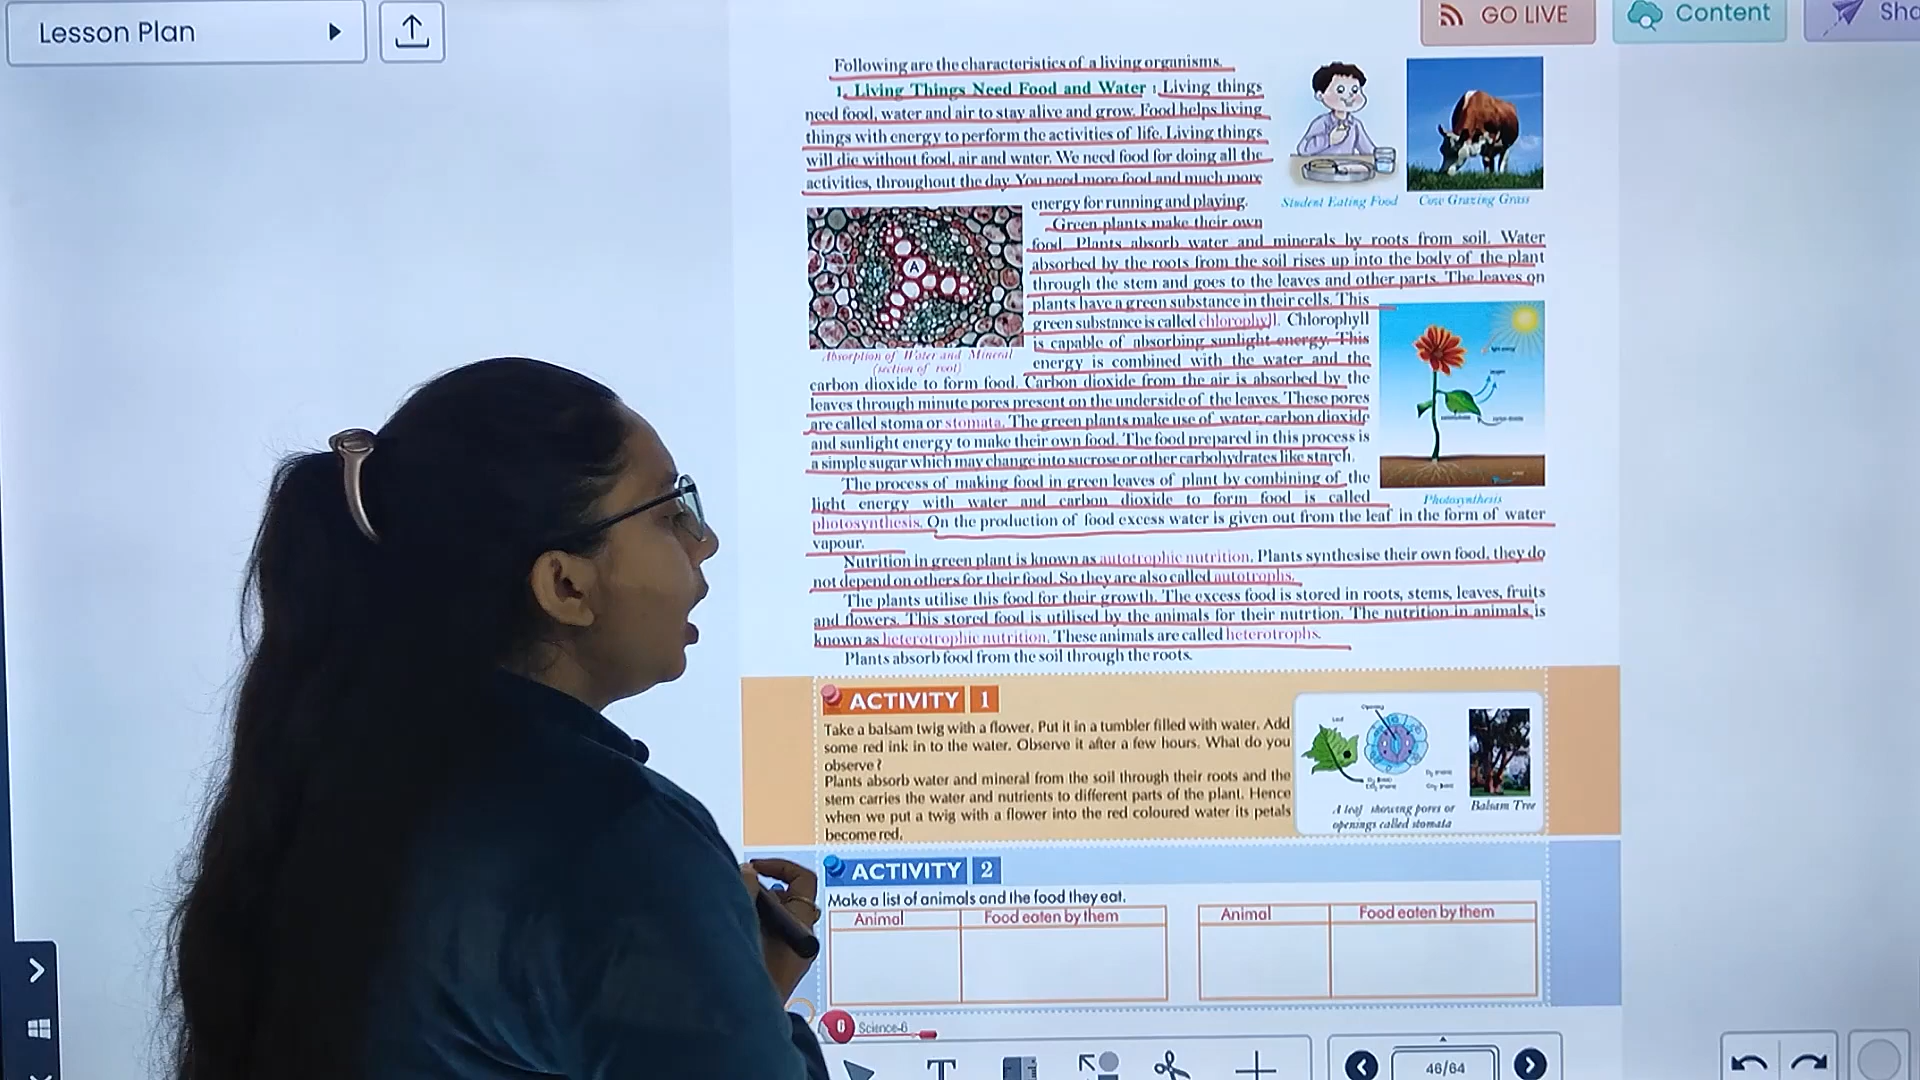 Lesson Plan
GO LIVE
Content
Sha
Following are the characteristics of a living organisms.
1. Living Things Need Food and Water : Living things
need food, water and air to stay alive and grow. Food helps living
things with energy to perform the activities of life. Living things
will die without food, air and water. We need food for doing all the
activities, throughout the day. You need more food and much more
energy for running and playing.
Student Eating Food
Cow Grazing Grass
Green plants make their own
food. Plants absorb water and minerals by roots from soil. Water
absorbed by the roots from the soil rises up into the body of the plant
through the stem and goes to the leaves and other parts. The leaves on
plants have a green substance in their cells. This
green substance is called chlorophyll. Chlorophyll
is capable of absorbing sunlight energy. This
energy is combined with the water and the
A
Absorption of Water and Mineral
(section of root)
carbon dioxide to form food. Carbon dioxide from the air is absorbed by the
leaves through minute pores present on the underside of the leaves. These pores
are called stoma or stomata. The green plants make use of water, carbon dioxide
and sunlight energy to make their own food. The food prepared in this process is
a simple sugar which may change into sucrose or other carbohydrates like starch.
The process of making food in green leaves of plant by combining of the
light energy with water and carbon dioxide to form food is called
photosynthesis. On the production of food excess water is given out from the leaf in the form of water
vapour.
Photosynthesis
Nutrition in green plant is known as autotrophic nutrition. Plants synthesise their own food, they do
not depend on others for their food. So they are also called autotrophs.
The plants utilise this food for their growth. The excess food is stored in roots, stems, leaves, fruits
and flowers. This stored food is utilised by the animals for their nutrtion. The nutrition in animals is
known as heterotrophic nutrition. These animals are called heterotrophs.
Plants absorb food from the soil through the roots.
ACTIVITY 1
Take a balsam twig with a flower. Put it in a tumbler filled with water. Add
some red ink in to the water. Observe it after a few hours. What do you
observe?
Plants absorb water and mineral from the soil through their roots and the
stem carries the water and nutrients to different parts of the plant. Hence
when we put a twig with a flower into the red coloured water its petals
become red.
Opening
Leaf
A leaf showing pores or
openings called stomata
Balsam Tree
ACTIVITY 2
Make a list of animals and the food they eat.
Animal Food eaten by them Animal Food eaten by them
6 Science-6
T
46/64